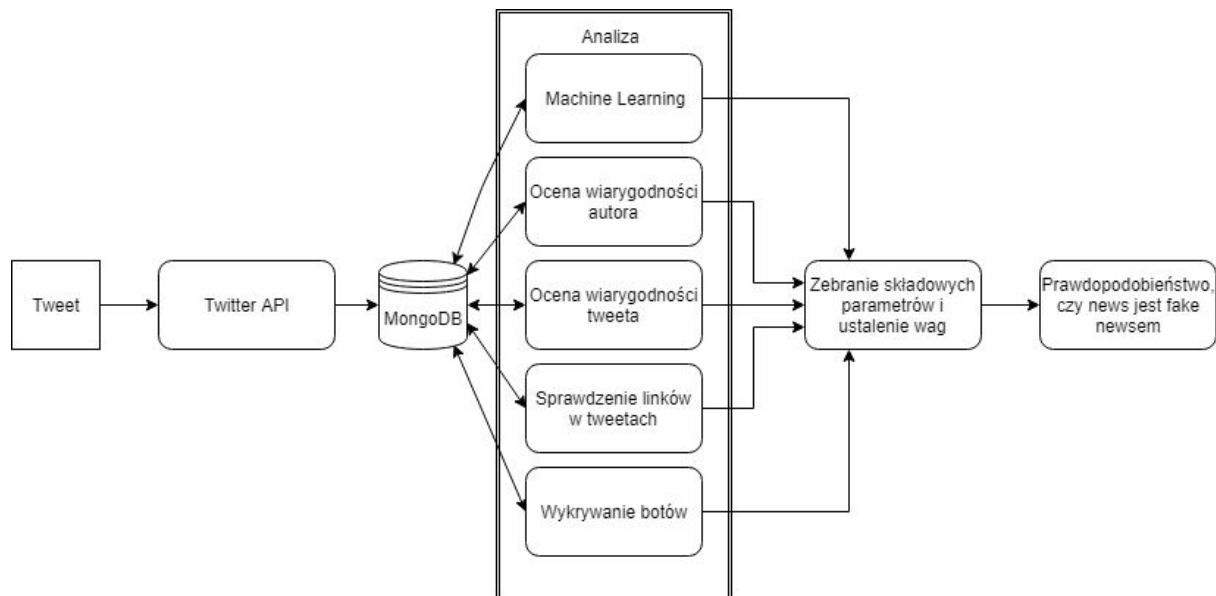 Analiza
Machine Learning
Ocena wiarygodności
autora
Tweet
Twitter API
MongoDB
Ocena wiarygodności
tweeta
Zebranie składowych
parametrów i
ustalenie wag
Prawdopodobieństwo,
czy news jest fake
newsem
Sprawdzenie linków
w tweetach
Wykrywanie botów